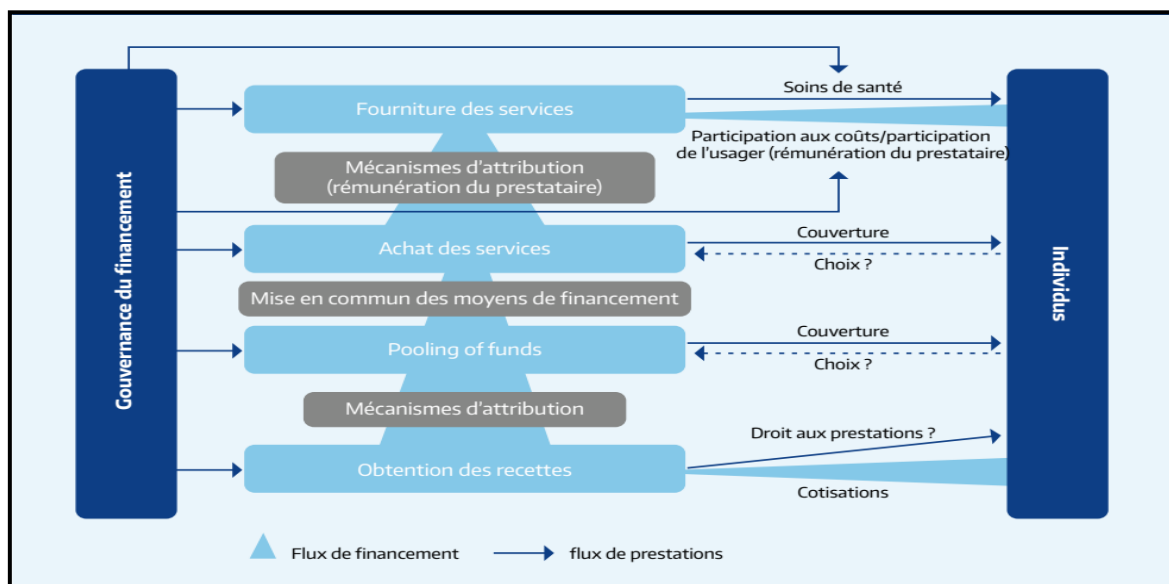 Gouvernance du financement
Fourniture des services
Mécanismes d'attribution
(rémunération du prestataire)
Achat des services
Mise en commun des moyens de financement
Pooling of funds
Mécanismes d'attribution
Obtention des recettes
Soins de santé
Participation aux coûts/participation
de l'usager (rémunération du prestataire)
Couverture
Choix ?
Couverture
Choix ?
Droit aux prestations ?
Cotisations
Individus
Flux de financement
flux de prestations